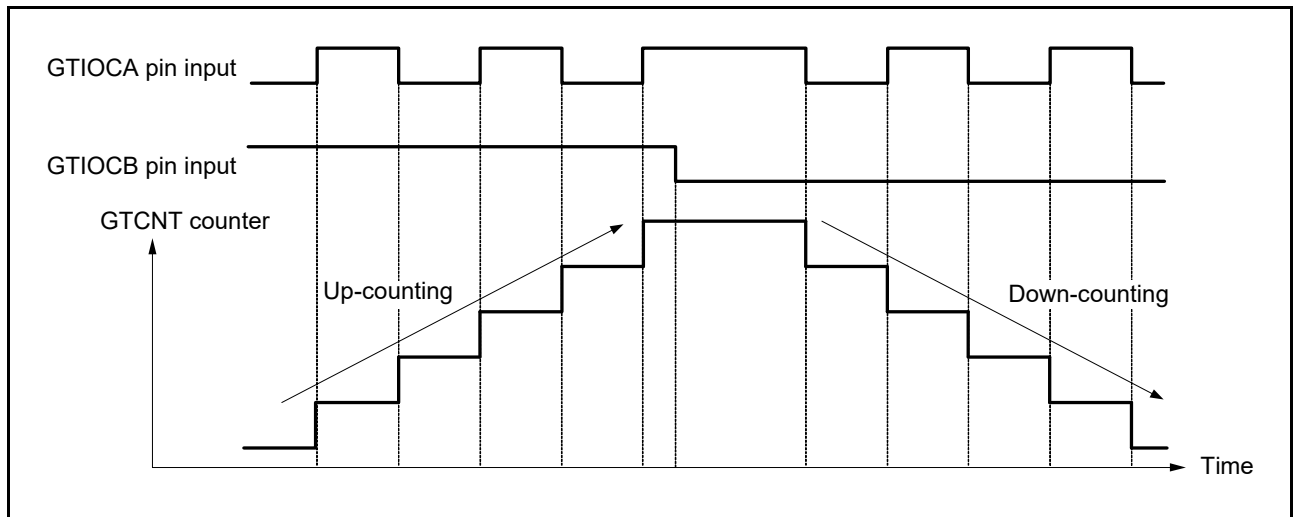 GTIOCA pin input
GTIOCB pin input
GTCNT counter
Up-counting
Down-counting
Time